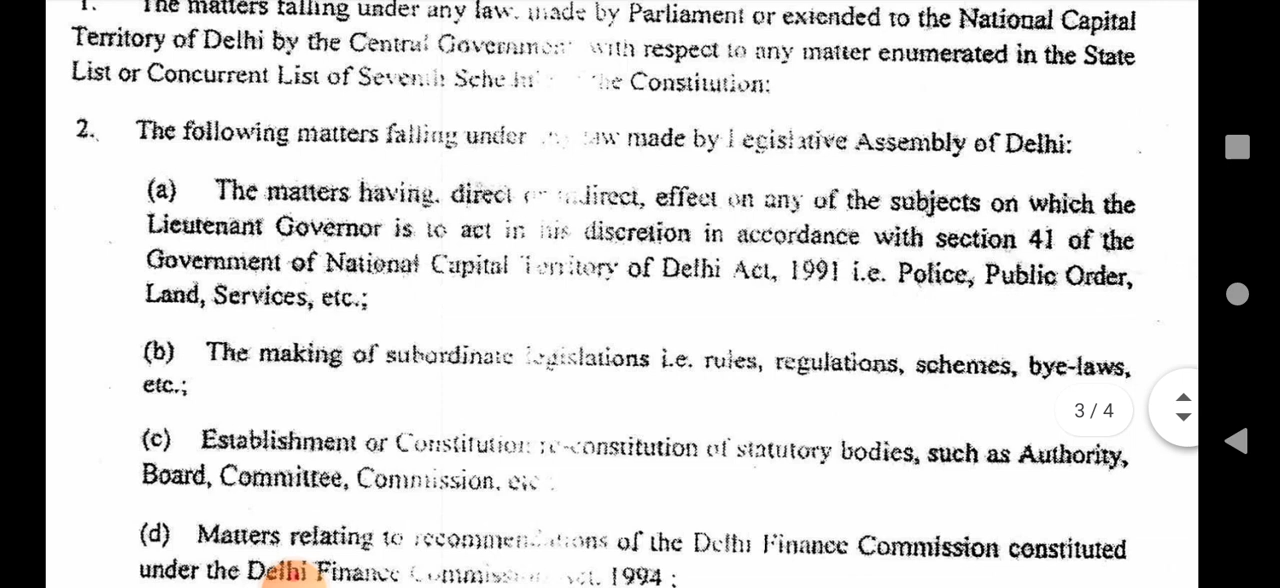 1. The matters falling under any law, made by Parliament or extended to the National Capital
Territory of Delhi by the Central Government with respect to any matter enumerated in the State
List or Concurrent List of Seventh Schedule the Constitution:
2. The following matters falling under law made by Legislative Assembly of Delhi:
(a) The matters having, direct or indirect, effect on any of the subjects on which the
Lieutenant Governor is to act in his discretion in accordance with section 41 of the
Government of National Capital Territory of Delhi Act, 1991 i.e. Police, Public Order,
Land, Services, etc.;
(b) The making of subordinate legislations i.e. rules, regulations, schemes, bye-laws,
etc.;
3 / 4
(c) Establishment or Constitution re-constitution of statutory bodies, such as Authority,
Board, Committee, Commission, etc
(d) Matters relating to recommendations of the Delhi Finance Commission constituted
under the Delhi Finance Commission Act, 1994 ;